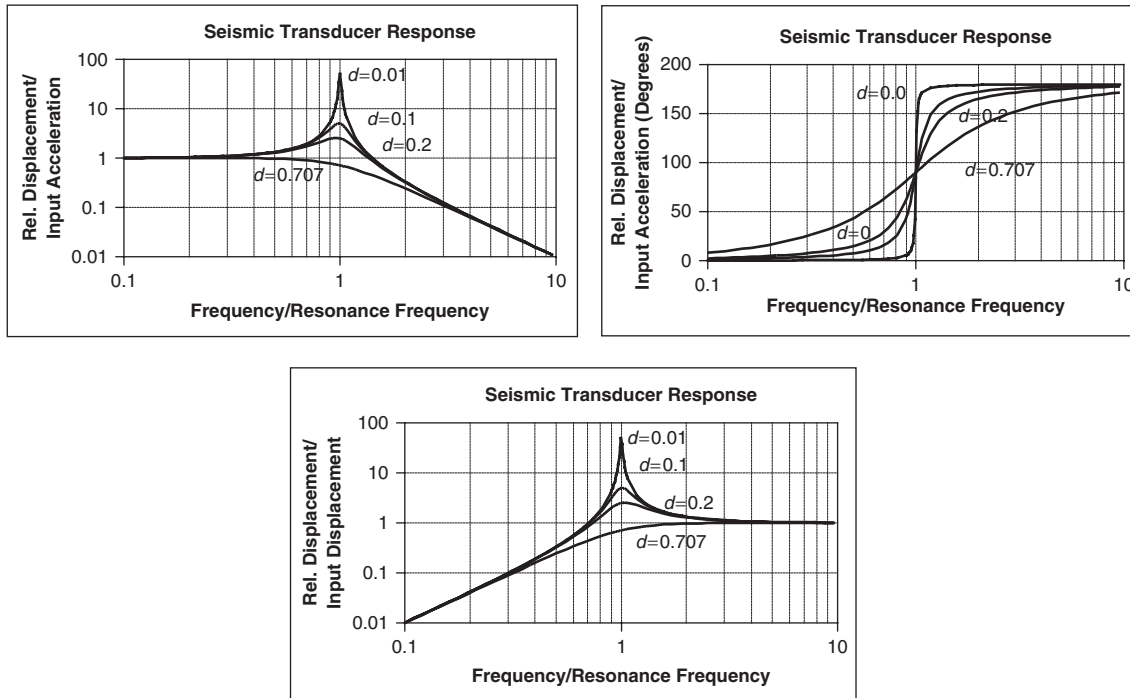 Seismic Transducer Response
Rel. Displacement/
Input Acceleration
100
10
1
0.1
0.01
d=0.01
d=0.1
d=0.2
d=0.707
0.1
1
10
Frequency/Resonance Frequency
Seismic Transducer Response
Rel. Displacement/
Input Acceleration (Degrees)
200
150
100
50
0
d=0.0
d=0.2
d=0.707
d=0
0.1
1
10
Frequency/Resonance Frequency
Seismic Transducer Response
Rel. Displacement/
Input Displacement
100
10
1
0.1
0.01
d=0.01
d=0.1
d=0.2
d=0.707
0.1
1
10
Frequency/Resonance Frequency